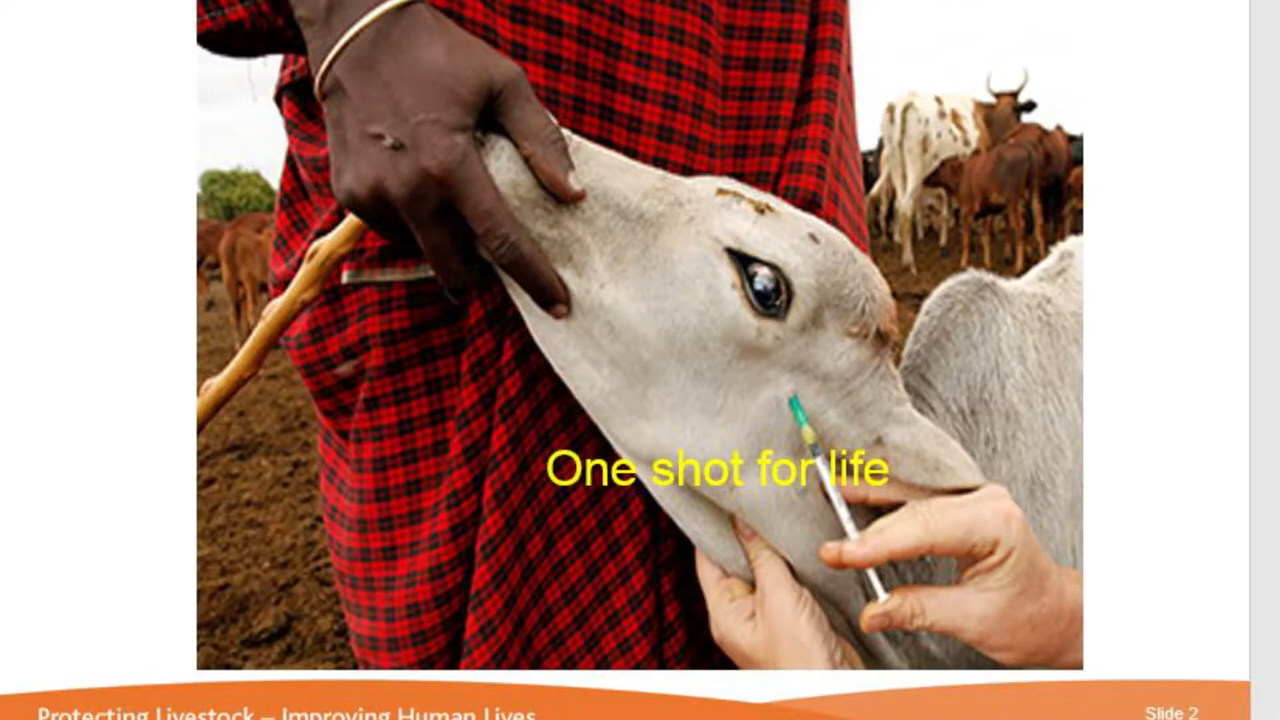 One shot for life
Protecting Livestock – Improving Human Lives
Slide 2